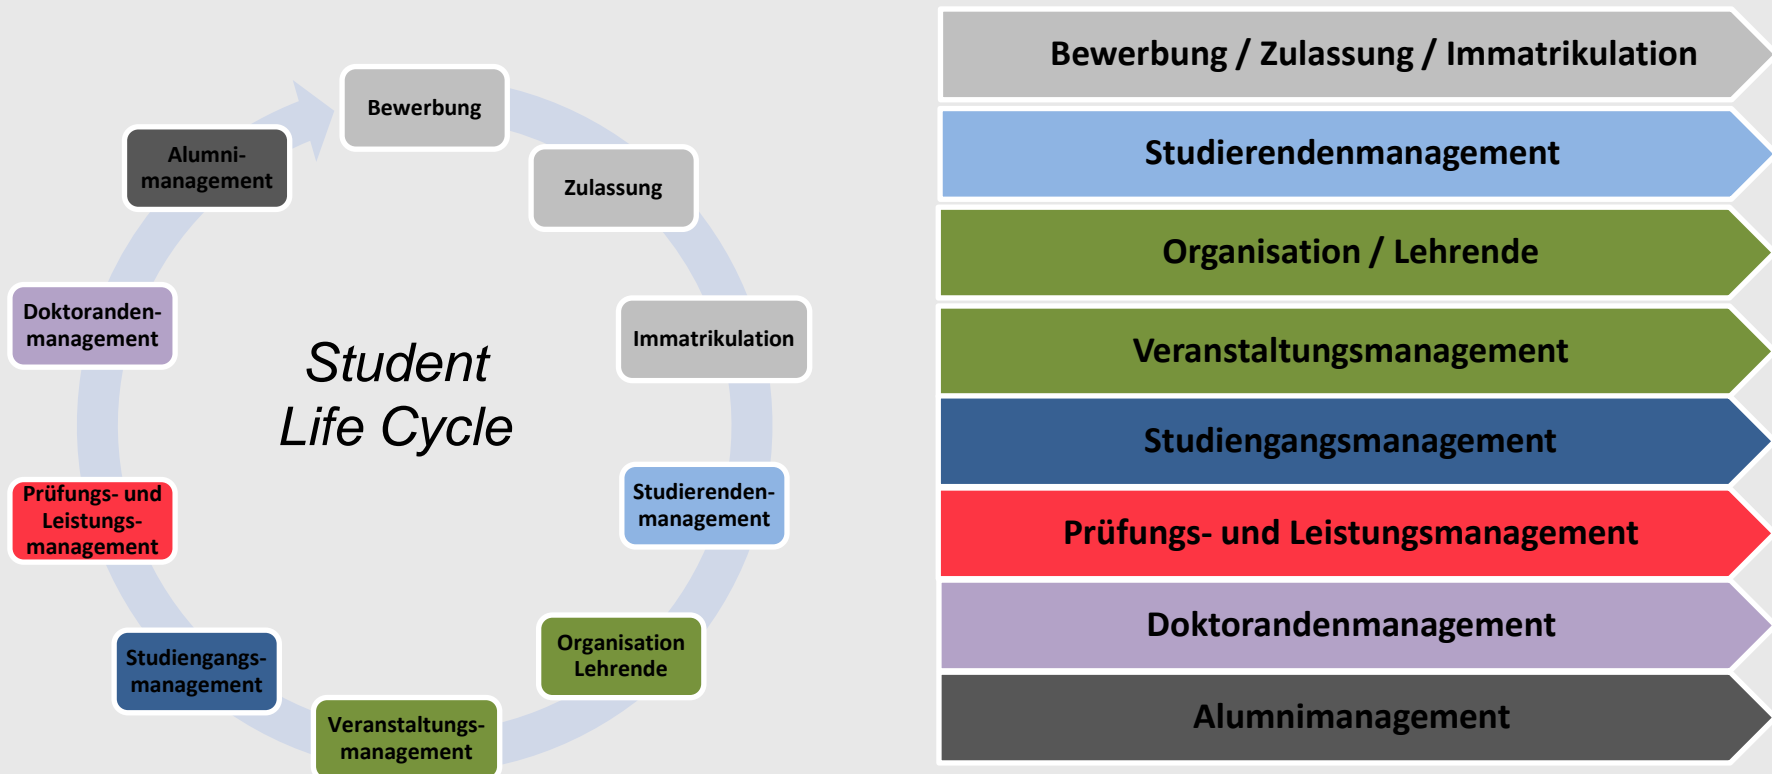 Bewerbung
Zulassung
Immatrikulation
Studierenden-
management
Organisation
Lehrende
Veranstaltungs-
management
Studiengangs-
management
Prüfungs- und
Leistungs-
management
Doktoranden-
management
Alumni-
management
Student
Life Cycle
Bewerbung / Zulassung / Immatrikulation
Studierendenmanagement
Organisation / Lehrende
Veranstaltungsmanagement
Studiengangsmanagement
Prüfungs- und Leistungsmanagement
Doktorandenmanagement
Alumnimanagement